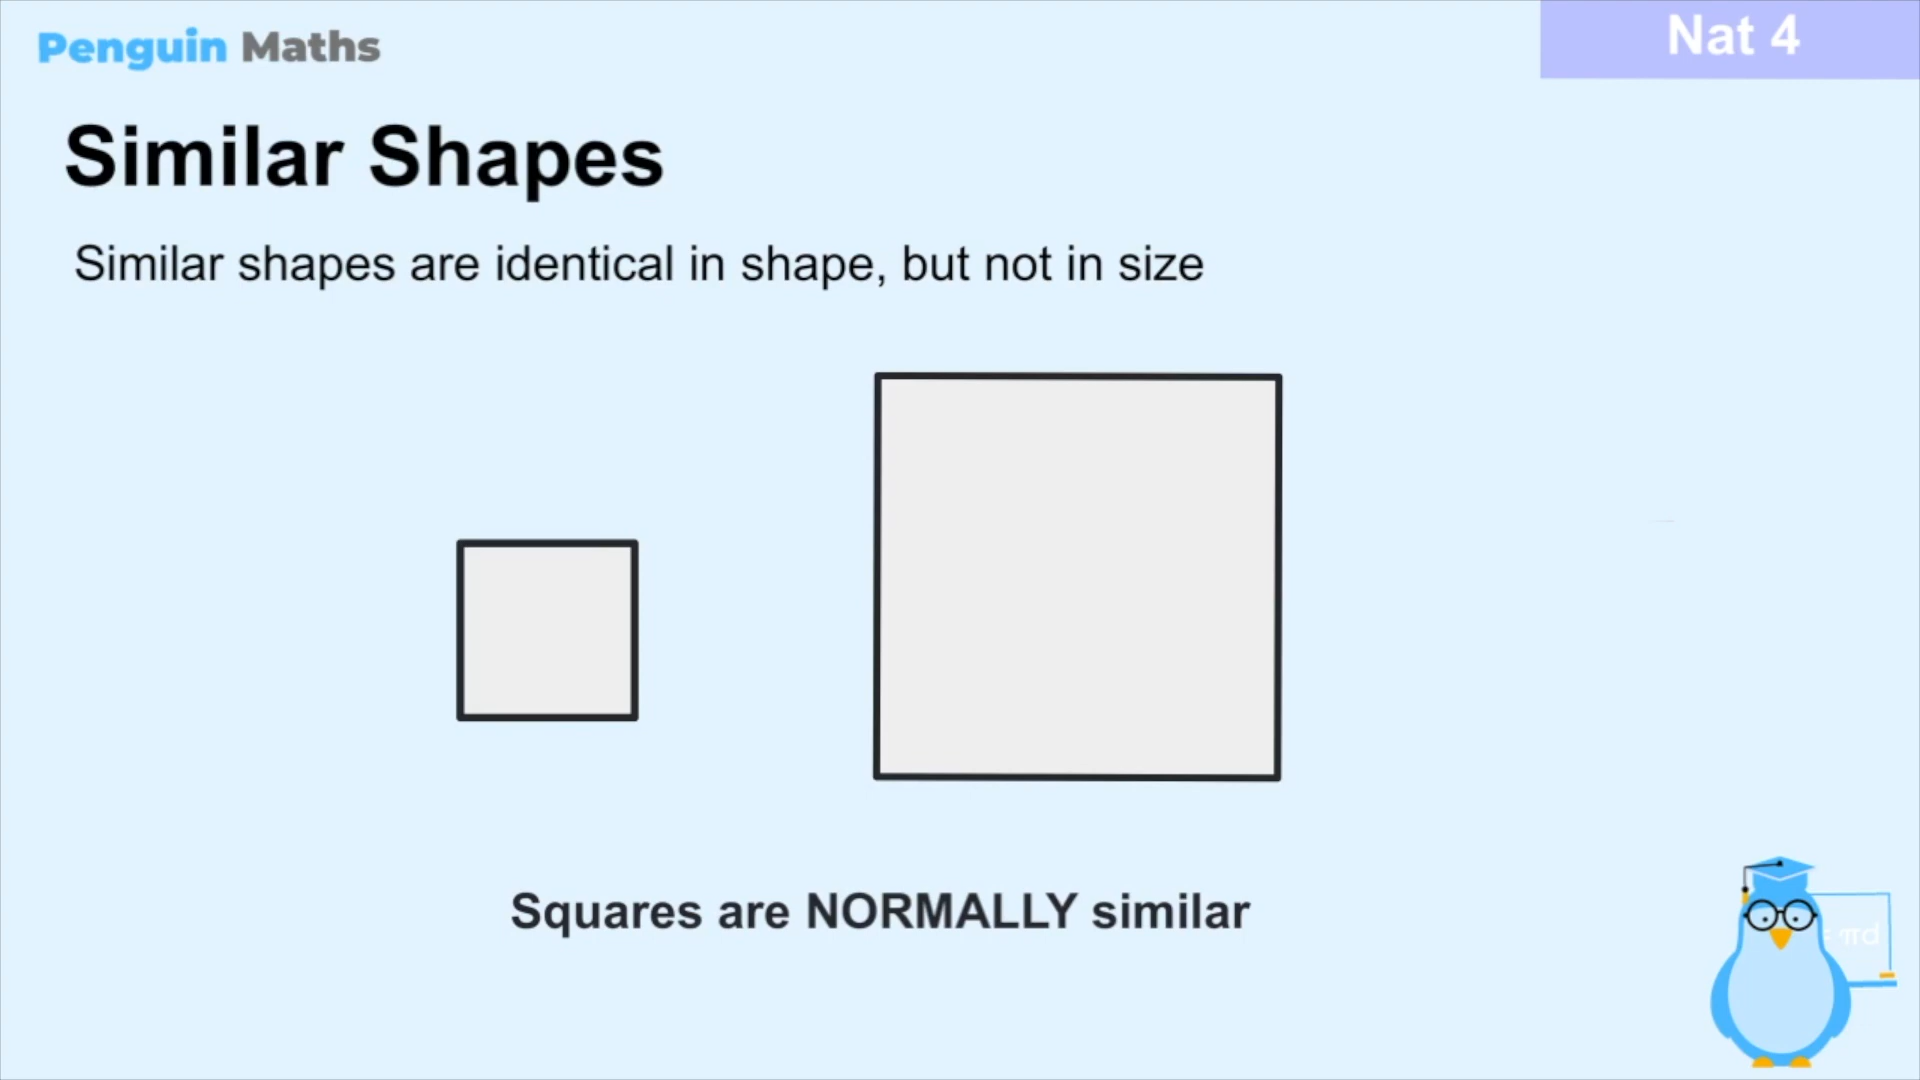 Penguin Maths
Nat 4
Similar Shapes
Similar shapes are identical in shape, but not in size
Squares are NORMALLY similar
πd